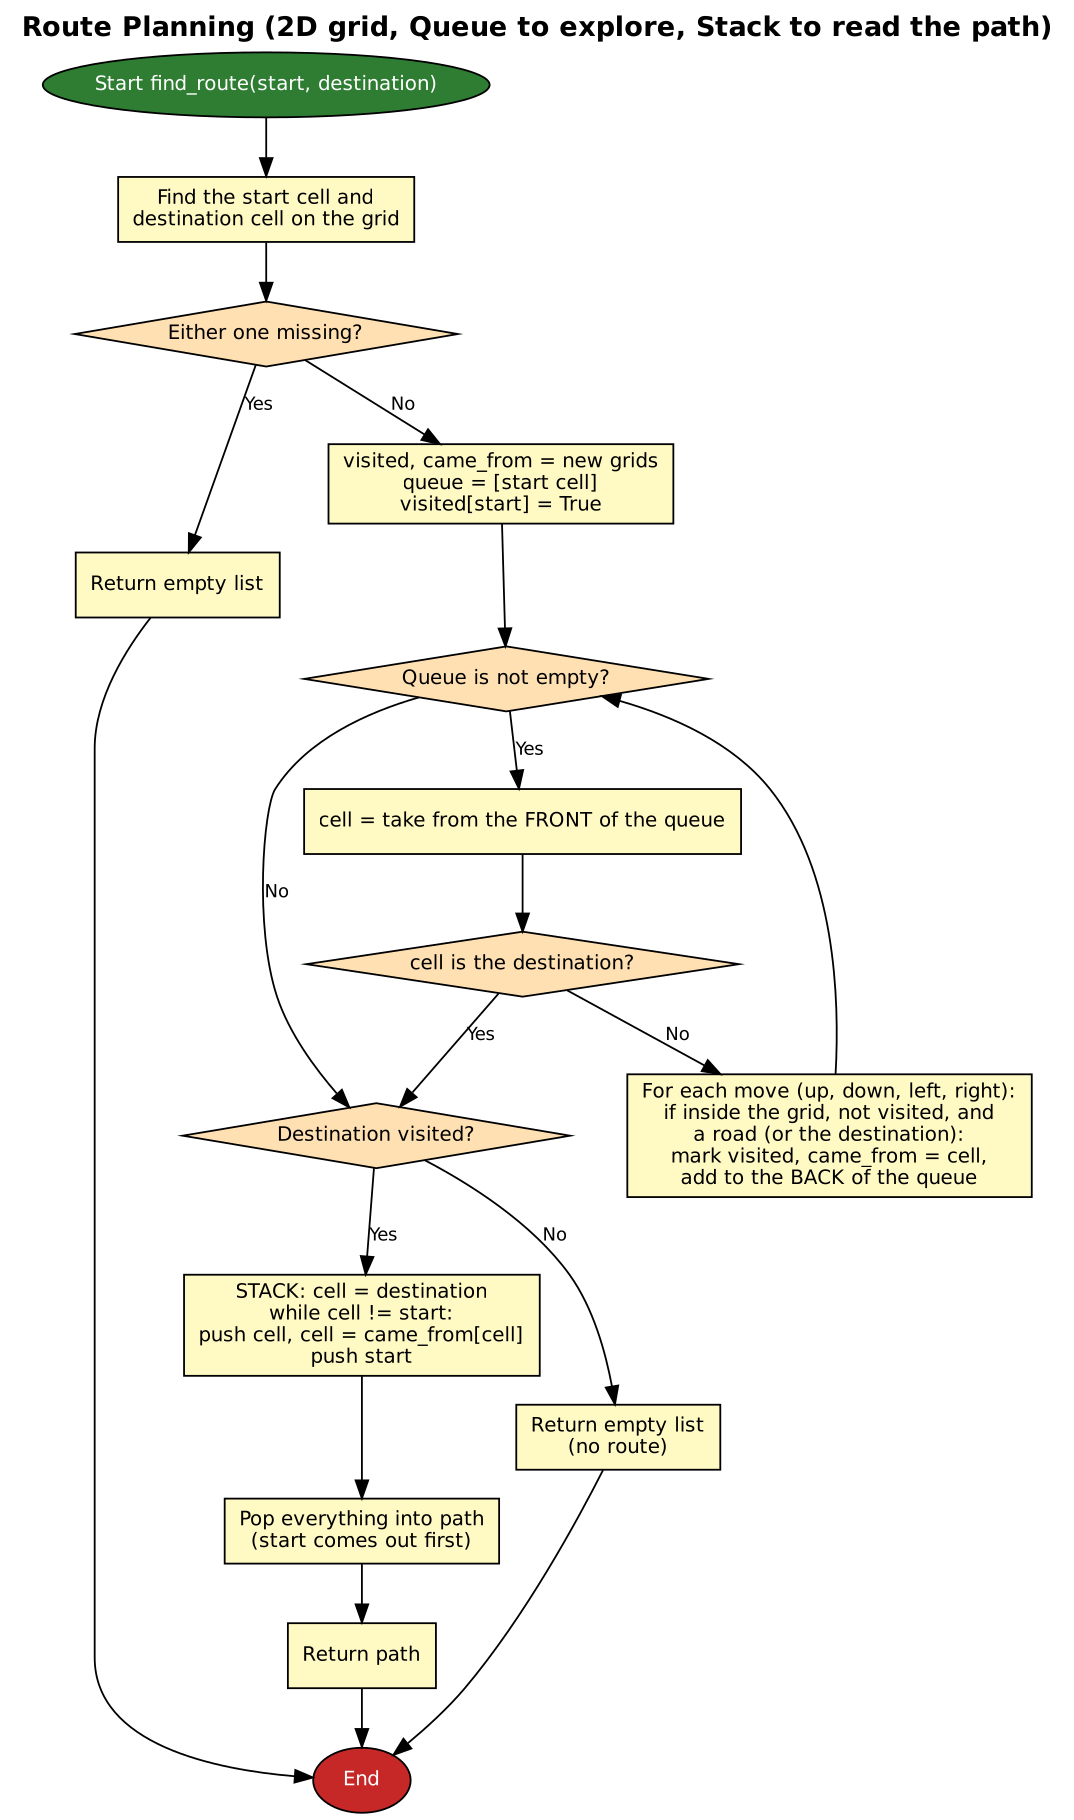 Route Planning (2D grid, Queue to explore, Stack to read the path)
Start find_route(start, destination)
Find the start cell and
destination cell on the grid
Either one missing?
Yes
No
visited, came_from = new grids
queue = [start cell]
visited[start] = True
Return empty list
Queue is not empty?
Yes
cell = take from the FRONT of the queue
No
cell is the destination?
Yes
No
For each move (up, down, left, right):
if inside the grid, not visited, and
a road (or the destination):
mark visited, came_from = cell,
add to the BACK of the queue
Destination visited?
Yes
No
STACK: cell = destination
while cell != start:
push cell, cell = came_from[cell]
push start
Return empty list
(no route)
Pop everything into path
(start comes out first)
Return path
End